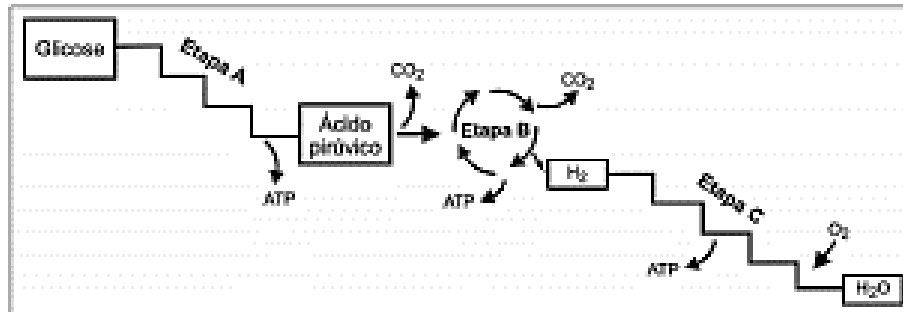 Glicose
Etapa A
ATP
Ácido
pirúvico
CO₂
Etapa B
CO₂
ATP
H₂
Etapa C
ATP
O₂
H₂O